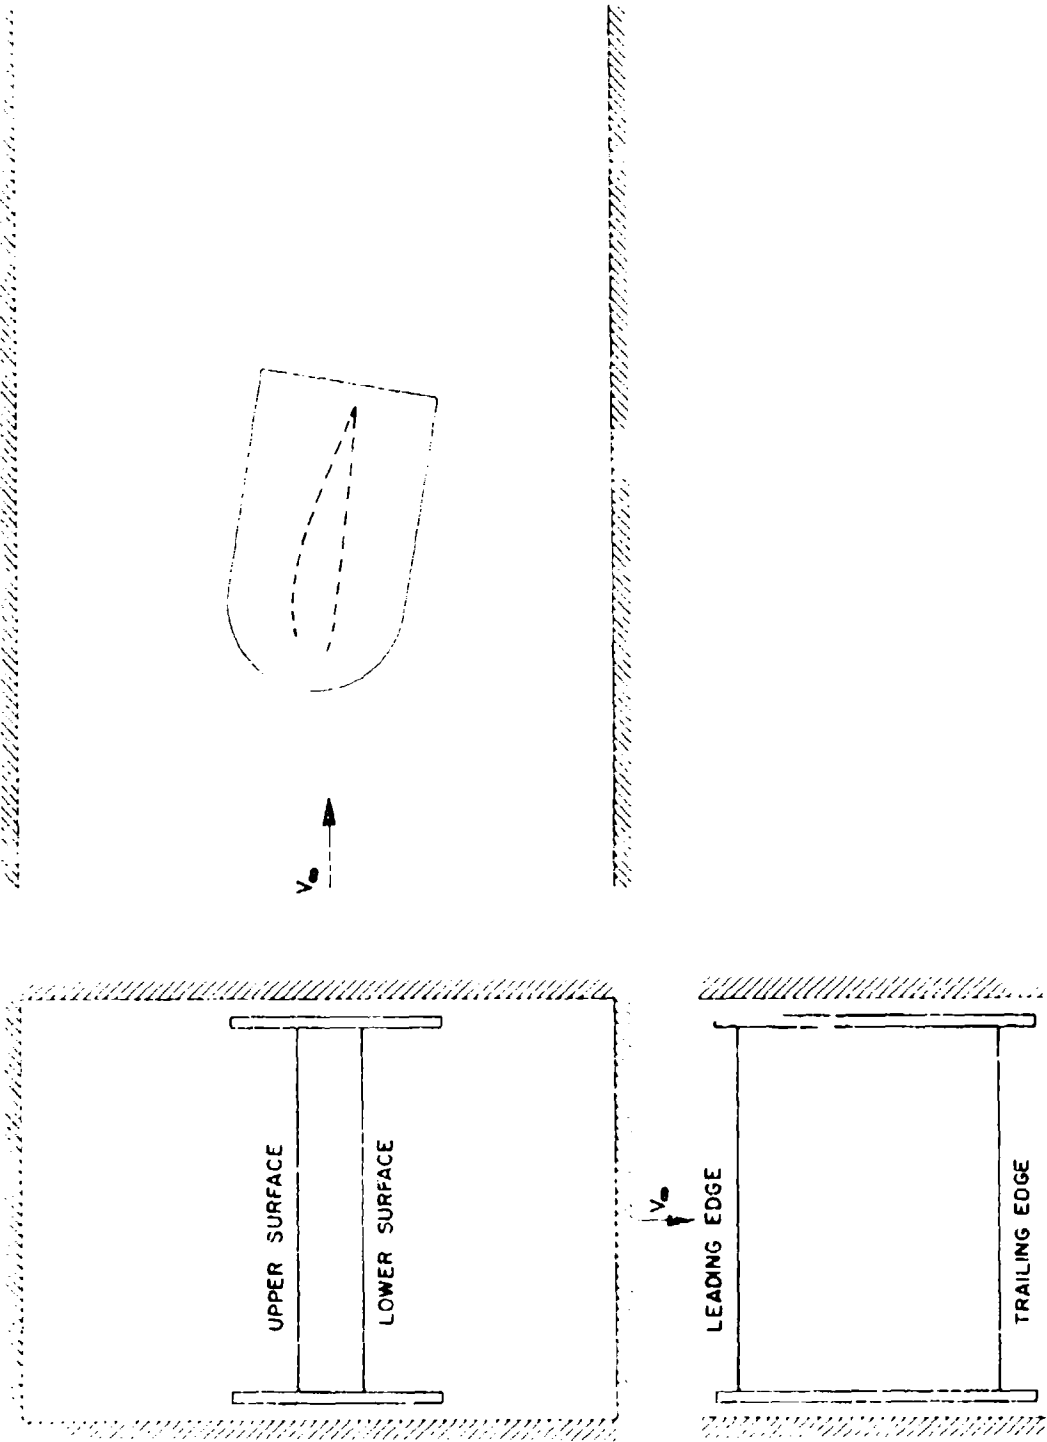 V∞
UPPER SURFACE
LOWER SURFACE
V∞
LEADING EDGE
TRAILING EDGE